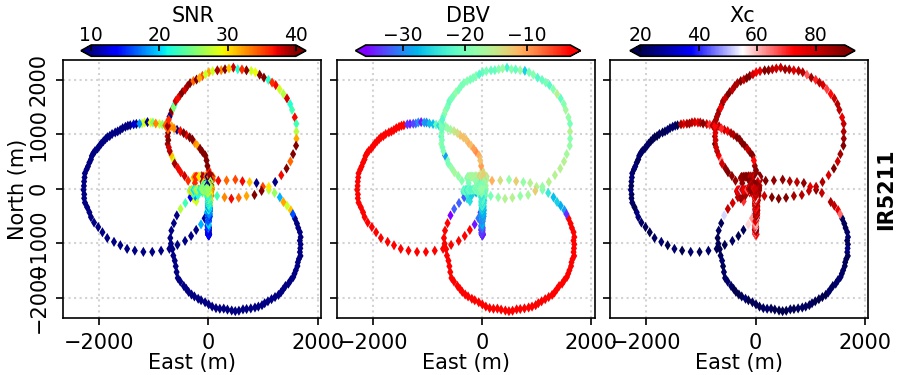 SNR DBV Xc
10 20 30 40 −30 −20 −10 20 40 60 80
North (m)
2000
1000
0
−1000
−2000
−2000 0 2000 −2000 0 2000 −2000 0 2000
East (m) East (m) East (m)
IR5211